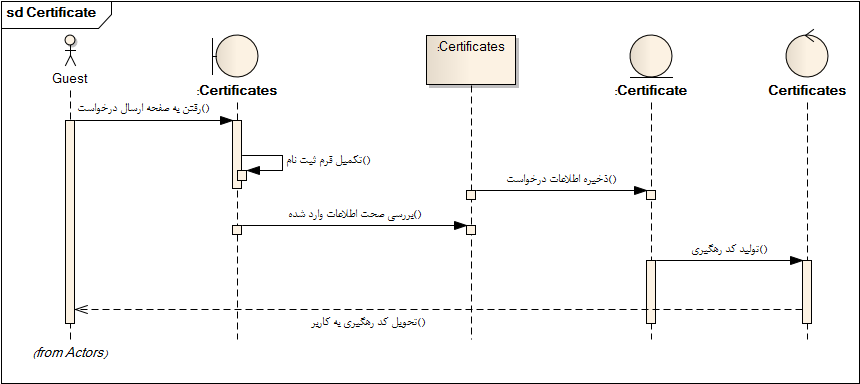 sd Certificate
Guest
:Certificates
:Certificates
:Certificate
Certificates
رفتن به صفحه ارسال درخواست()
تکمیل فرم ثبت نام()
ذخیره اطلاعات درخواست()
بررسی صحت اطلاعات وارد شده()
تولید کد رهگیری()
تحویل کد رهگیری به کاربر()
(from Actors)